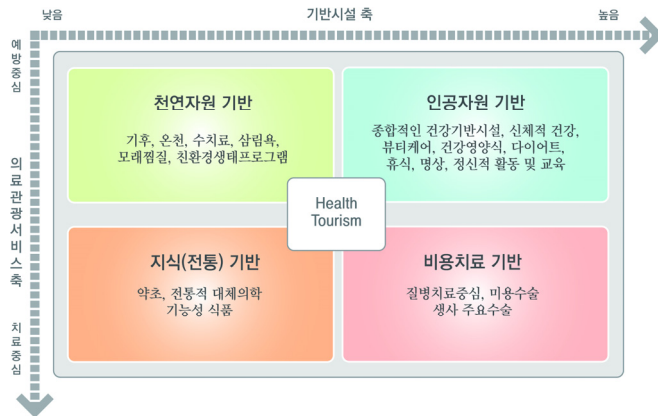 낮음
기반시설 축
높음
예방중심
의료관광서비스축
치료중심
천연자원 기반
기후, 온천, 수치료, 삼림욕,
모래찜질, 친환경생태프로그램
인공자원 기반
종합적인 건강기반시설, 신체적 건강,
뷰티케어, 건강영양식, 다이어트,
휴식, 명상, 정신적 활동 및 교육
Health
Tourism
지식(전통) 기반
약초, 전통적 대체의학
기능성 식품
비용치료 기반
질병치료중심, 미용수술
생사 주요수술